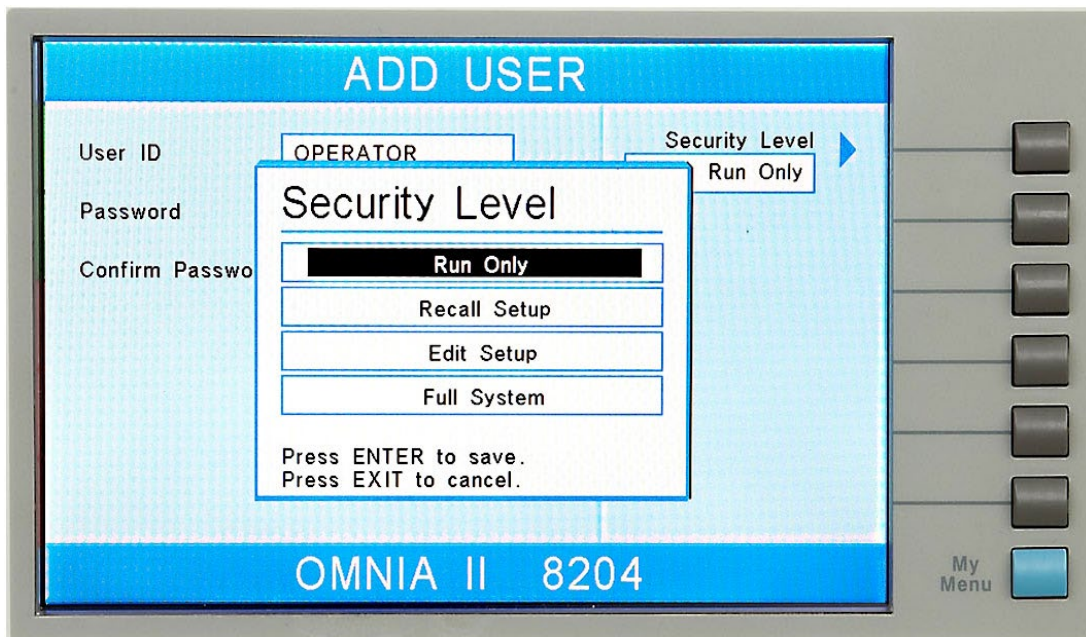 ADD USER
User ID
OPERATOR
Security Level
Run Only
Password
Confirm Passwo
Security Level
Run Only
Recall Setup
Edit Setup
Full System
Press ENTER to save.
Press EXIT to cancel.
OMNIA II 8204
My
Menu